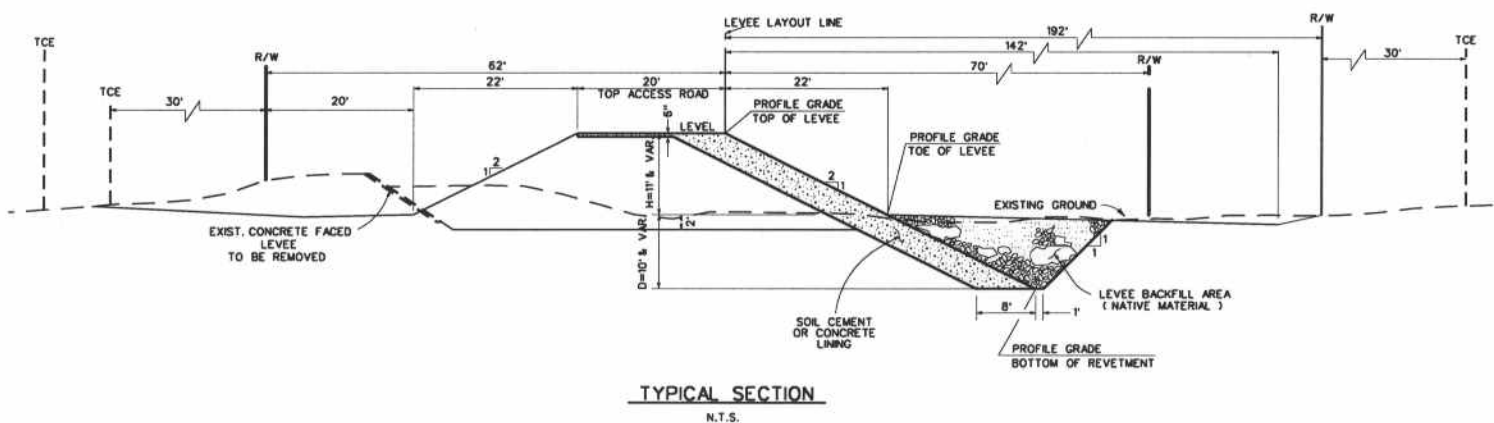 LEVEE LAYOUT LINE
192'
R/W
TCE
142'
30'
TCE
R/W
62'
70'
R/W
TCE
22'
20'
22'
TOP ACCESS ROAD
30'
20'
6"
LEVEL
PROFILE GRADE
TOP OF LEVEE
PROFILE GRADE
TOE OF LEVEE
2
1
H=11' & VAR.
2
1
EXISTING GROUND
2'
EXIST. CONCRETE FACED
LEVEE
TO BE REMOVED
D=10' & VAR.
1
1
LEVEE BACKFILL AREA
( NATIVE MATERIAL )
8'
1'
SOIL CEMENT
OR CONCRETE
LINING
PROFILE GRADE
BOTTOM OF REVETMENT
TYPICAL SECTION
N.T.S.